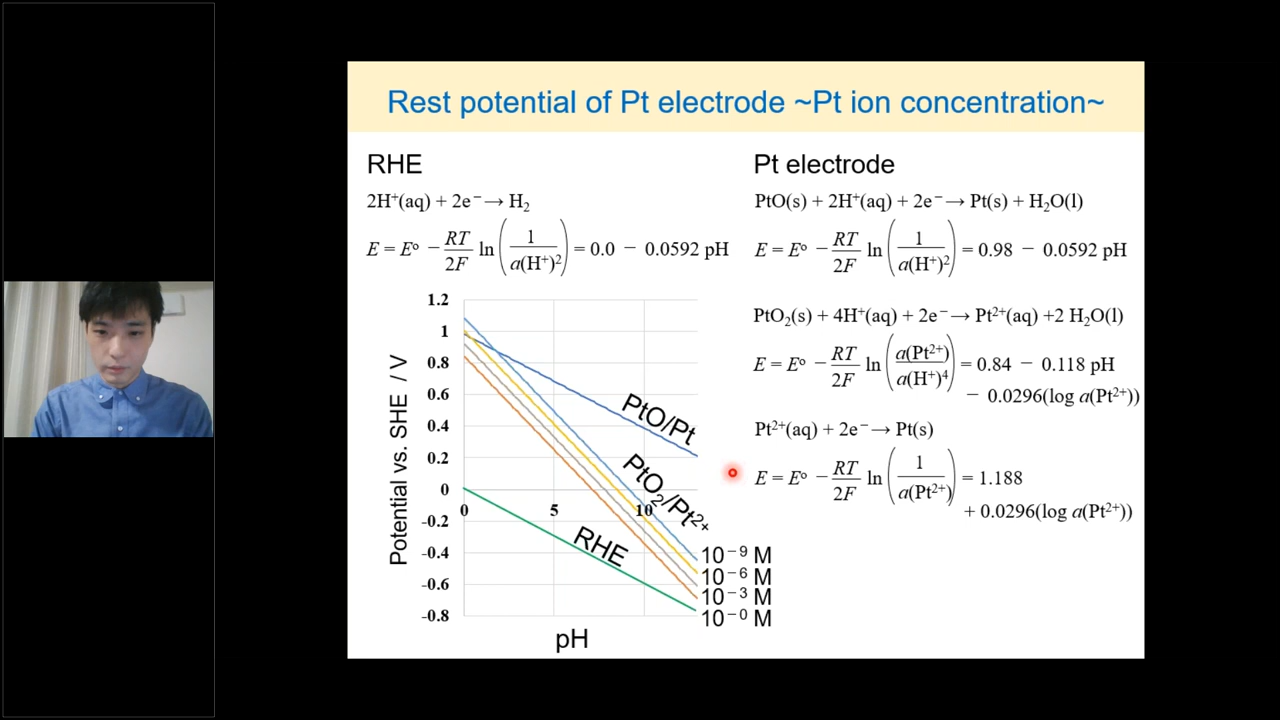 Rest potential of Pt electrode ~Pt ion concentration~
RHE
2H⁺(aq) + 2e⁻ → H₂
E = E° − RT/2F ln(1/a(H⁺)²) = 0.0 − 0.0592 pH
1.2
1
0.8
0.6
0.4
0.2
0
-0.2
-0.4
-0.6
-0.8
Potential vs. SHE / V
0 5 10
pH
PtO/Pt
PtO₂/Pt²⁺
RHE
10⁻⁹ M
10⁻⁶ M
10⁻³ M
10⁻⁰ M
Pt electrode
PtO(s) + 2H⁺(aq) + 2e⁻ → Pt(s) + H₂O(l)
E = E° − RT/2F ln(1/a(H⁺)²) = 0.98 − 0.0592 pH
PtO₂(s) + 4H⁺(aq) + 2e⁻ → Pt²⁺(aq) +2 H₂O(l)
E = E° − RT/2F ln(a(Pt²⁺)/a(H⁺)⁴) = 0.84 − 0.118 pH
− 0.0296(log a(Pt²⁺))
Pt²⁺(aq) + 2e⁻ → Pt(s)
E = E° − RT/2F ln(1/a(Pt²⁺)) = 1.188
+ 0.0296(log a(Pt²⁺))